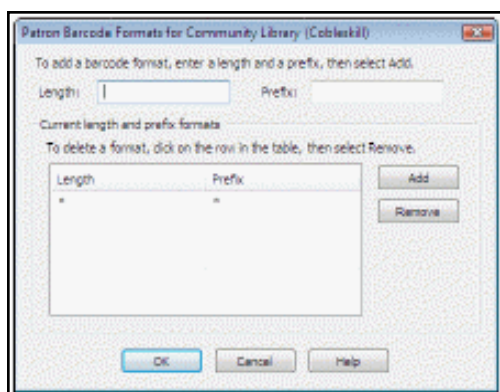 Patron Barcode Formats for Community Library (Cobleskill)
To add a barcode format, enter a length and a prefix, then select Add.
Length: Prefix:
Current length and prefix formats
To delete a format, click on the row in the table, then select Remove.
Length Prefix Add
* *
Remove
OK Cancel Help